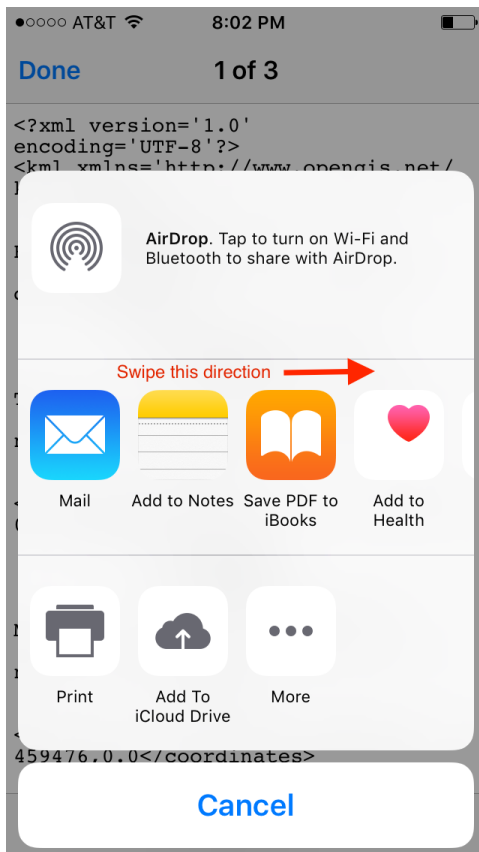 AT&T 8:02 PM
Done 1 of 3
<?xml version='1.0'
encoding='UTF-8'?>
<kml xmlns='http://www.opengis.net/
AirDrop. Tap to turn on Wi-Fi and
Bluetooth to share with AirDrop.
Swipe this direction
Mail Add to Notes Save PDF to Add to
iBooks Health
Print Add To More
iCloud Drive
459476,0.0</coordinates>
Cancel